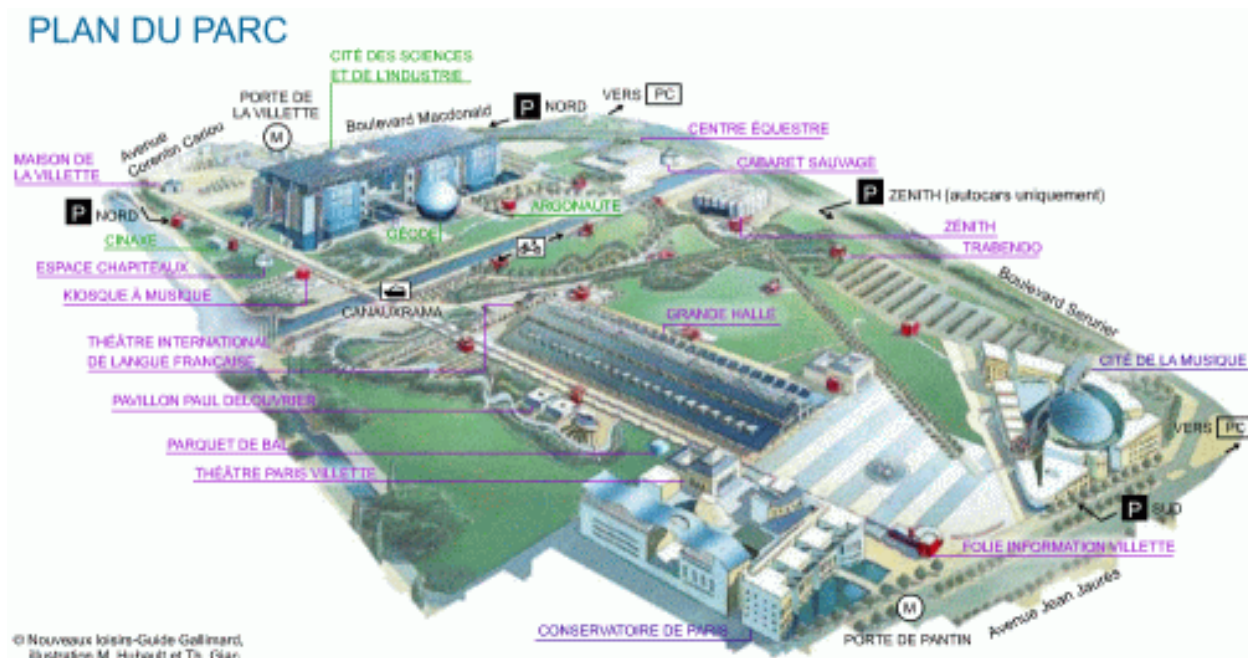 PLAN DU PARC
CITÉ DES SCIENCES
ET DE L'INDUSTRIE
PORTE DE
LA VILLETTE
M
Boulevard Macdonald
P NORD
VERS PC
Avenue
Corentin Cariou
CENTRE ÉQUESTRE
MAISON DE
LA VILLETTE
CABARET SAUVAGE
P NORD
P ZENITH (autocars uniquement)
ARGONAUTE
CINAXE
GÉODE
ZÉNITH
TRABENDO
ESPACE CHAPITEAUX
KIOSQUE À MUSIQUE
CANAUXRAMA
Boulevard Serurier
GRANDE HALLE
THÉÂTRE INTERNATIONAL
DE LANGUE FRANÇAISE
CITÉ DE LA MUSIQUE
PAVILLON PAUL DELOUVRIER
VERS PC
PARQUET DE BAL
THÉÂTRE PARIS VILLETTE
P SUD
FOLIE INFORMATION VILLETTE
Avenue Jean Jaurès
M
PORTE DE PANTIN
CONSERVATOIRE DE PARIS
© Nouveaux loisirs-Guide Gallimard,
illustration M. Hubault et Th.